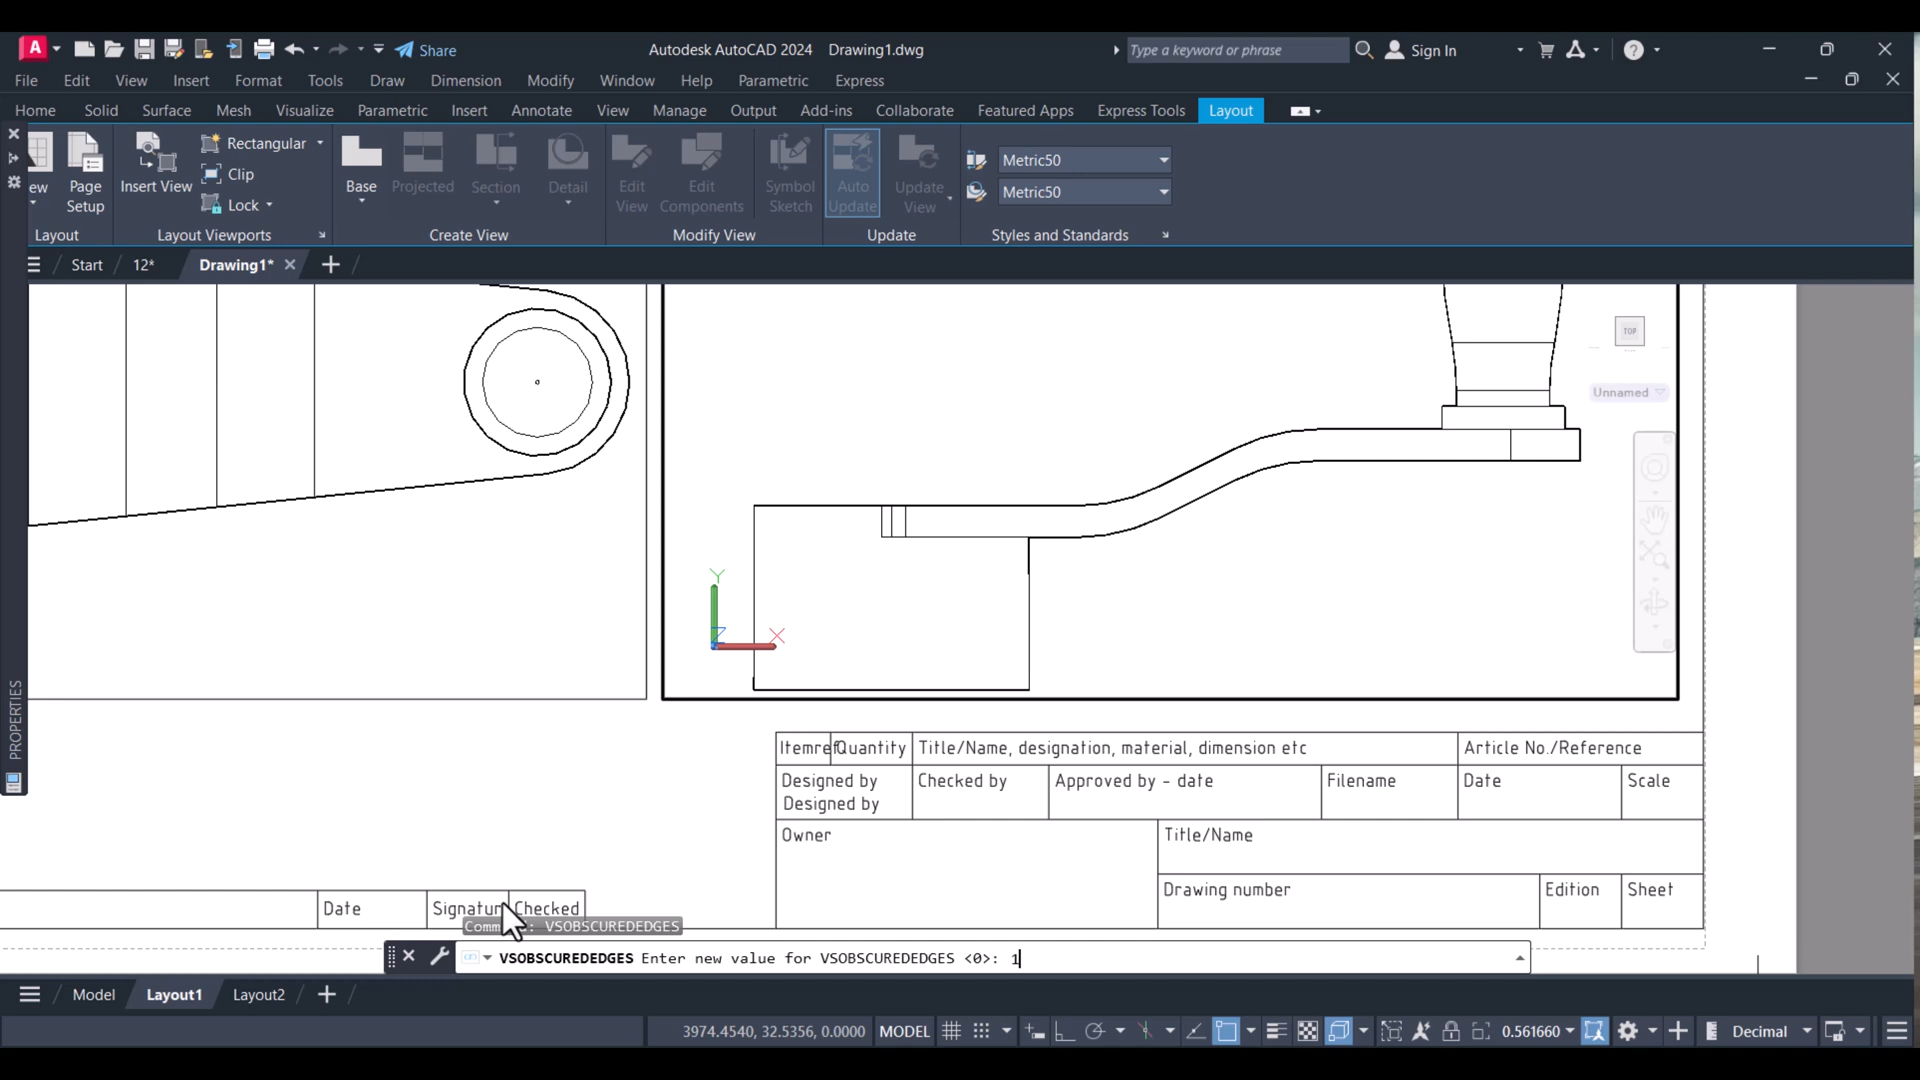 A Share Autodesk AutoCAD 2024 Drawing1.dwg Type a keyword or phrase Sign In
File Edit View Insert Format Tools Draw Dimension Modify Window Help Parametric Express
Home Solid Surface Mesh Visualize Parametric Insert Annotate View Manage Output Add-ins Collaborate Featured Apps Express Tools Layout
ew
Page Setup
Insert View
Rectangular
Clip
Lock
Base
Projected
Section
Detail
Edit View
Edit Components
Symbol Sketch
Auto Update
Update View
Metric50
Metric50
Layout Layout Viewports Create View Modify View Update Styles and Standards
Start 12* Drawing1*
TOP
Unnamed
Y
Z
X
PROPERTIES
Itemref Quantity Title/Name, designation, material, dimension etc Article No./Reference
Designed by Checked by Approved by - date Filename Date Scale
Designed by
Owner Title/Name
Drawing number Edition Sheet
Date Signatur Checked
Comm : VSOBSCUREDEDGES
VSOBSCUREDEDGES Enter new value for VSOBSCUREDEDGES <0>: 1
Model Layout1 Layout2
3974.4540, 32.5356, 0.0000 MODEL 0.561660 Decimal